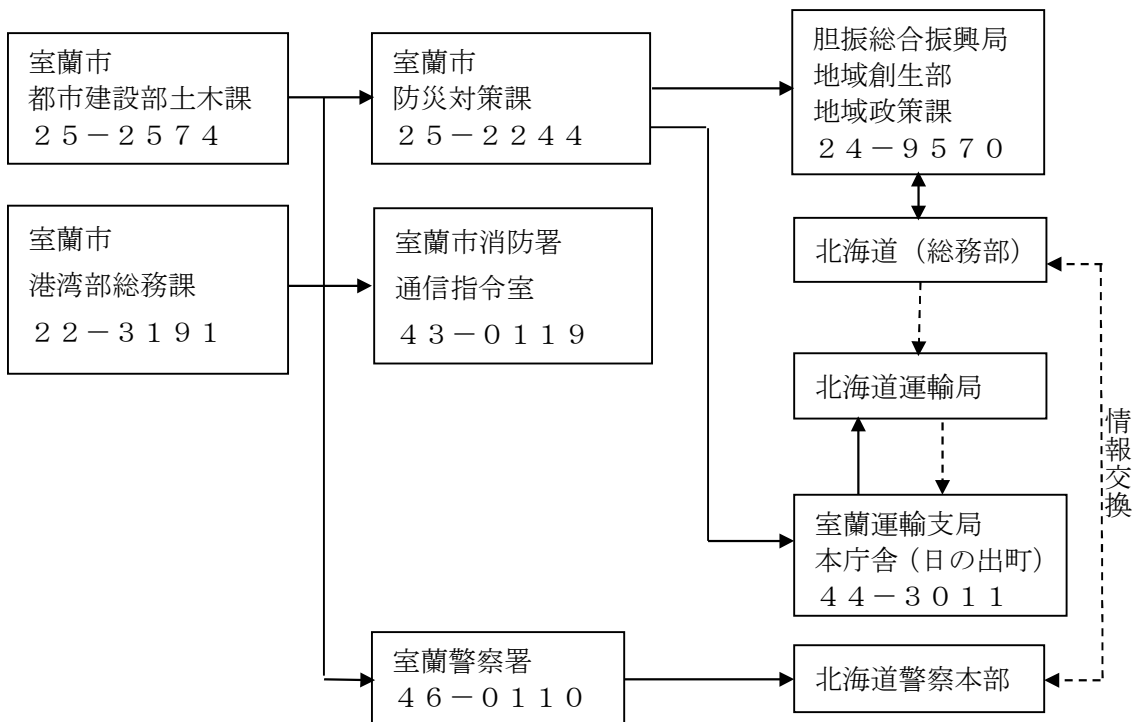 室蘭市
都市建設部土木課
２５－２５７４
室蘭市
防災対策課
２５－２２４４
胆振総合振興局
地域創生部
地域政策課
２４－９５７０
室蘭市
港湾部総務課
２２－３１９１
室蘭市消防署
通信指令室
４３－０１１９
北海道（総務部）
北海道運輸局
情報交換
室蘭運輸支局
本庁舎（日の出町）
４４－３０１１
室蘭警察署
４６－０１１０
北海道警察本部